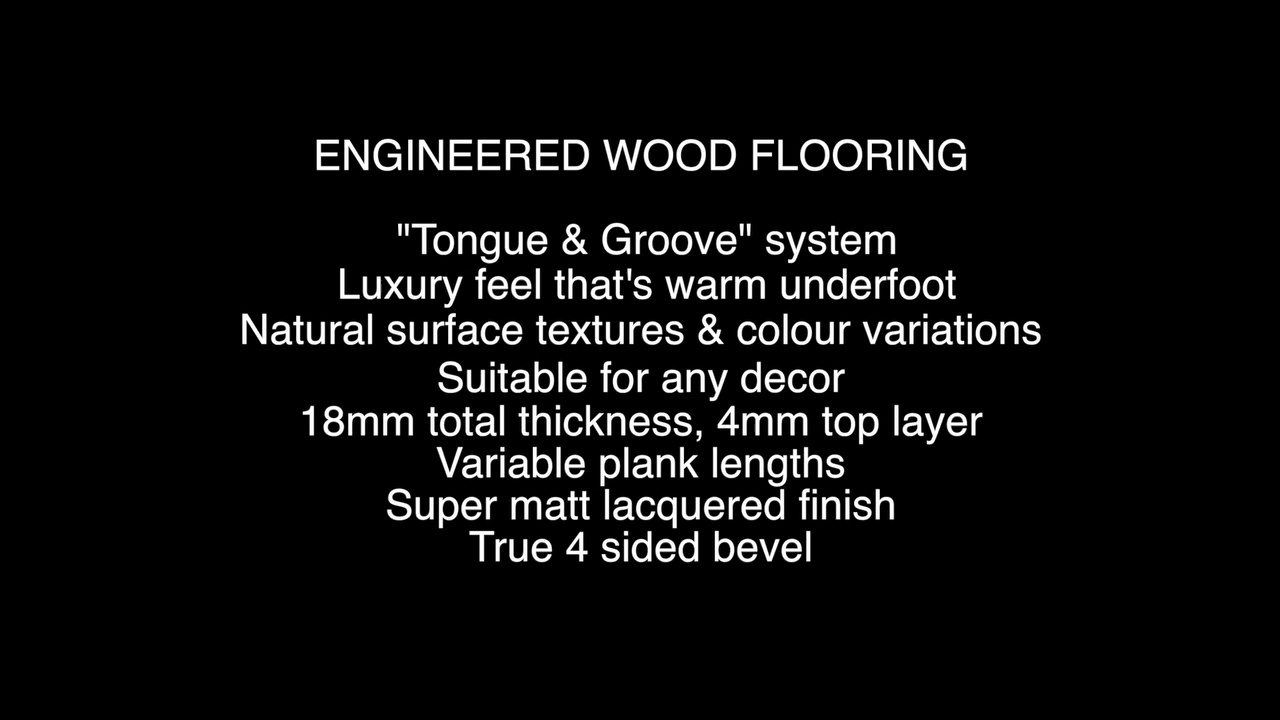 ENGINEERED WOOD FLOORING
"Tongue & Groove" system
Luxury feel that's warm underfoot
Natural surface textures & colour variations
Suitable for any decor
18mm total thickness, 4mm top layer
Variable plank lengths
Super matt lacquered finish
True 4 sided bevel